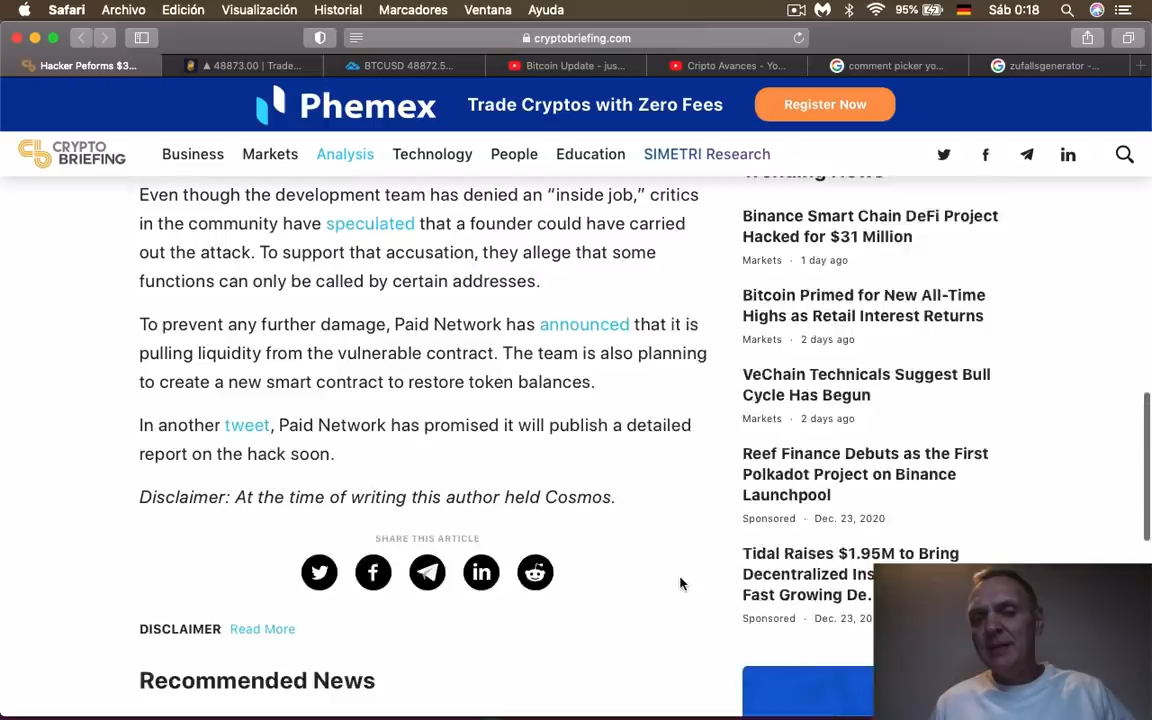 Safari Archivo Edición Visualización Historial Marcadores Ventana Ayuda 95% Sáb 0:18
cryptobriefing.com
Hacker Peforms $3... ▲ 48873.00 | Trade... BTCUSD 48872.5... Bitcoin Update - jus... Cripto Avances - Yo... comment picker yo... zufallsgenerator -...
Phemex Trade Cryptos with Zero Fees Register Now
CRYPTO
BRIEFING
Business Markets Analysis Technology People Education SIMETRI Research
Even though the development team has denied an “inside job,” critics
in the community have speculated that a founder could have carried
out the attack. To support that accusation, they allege that some
functions can only be called by certain addresses.
To prevent any further damage, Paid Network has announced that it is
pulling liquidity from the vulnerable contract. The team is also planning
to create a new smart contract to restore token balances.
In another tweet, Paid Network has promised it will publish a detailed
report on the hack soon.
Disclaimer: At the time of writing this author held Cosmos.
SHARE THIS ARTICLE
DISCLAIMER Read More
Recommended News
Trending News
Binance Smart Chain DeFi Project
Hacked for $31 Million
Markets · 1 day ago
Bitcoin Primed for New All-Time
Highs as Retail Interest Returns
Markets · 2 days ago
VeChain Technicals Suggest Bull
Cycle Has Begun
Markets · 2 days ago
Reef Finance Debuts as the First
Polkadot Project on Binance
Launchpool
Sponsored · Dec. 23, 2020
Tidal Raises $1.95M to Bring
Decentralized Ins
Fast Growing De.
Sponsored · Dec. 23, 20